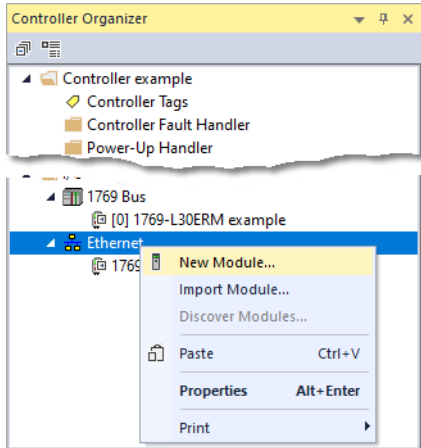 Controller Organizer
Controller example
Controller Tags
Controller Fault Handler
Power-Up Handler
1769 Bus
[0] 1769-L30ERM example
Ethernet
1769
New Module...
Import Module...
Discover Modules...
Paste Ctrl+V
Properties Alt+Enter
Print